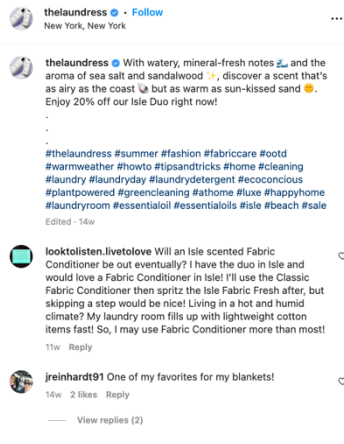 thelaundress • Follow
New York, New York
thelaundress With watery, mineral-fresh notes 🌊 and the
aroma of sea salt and sandalwood ✨, discover a scent that's
as airy as the coast 🐚 but as warm as sun-kissed sand 🌞.
Enjoy 20% off our Isle Duo right now!
.
.
.
#thelaundress #summer #fashion #fabriccare #ootd
#warmweather #howto #tipsandtricks #home #cleaning
#laundry #laundryday #laundrydetergent #ecoconcious
#plantpowered #greencleaning #athome #luxe #happyhome
#laundryroom #essentialoil #essentialoils #isle #beach #sale
Edited · 14w
looktolisten.livetolove Will an Isle scented Fabric
Conditioner be out eventually? I have the duo in Isle and
would love a Fabric Conditioner in Isle! I'll use the Classic
Fabric Conditioner then spritz the Isle Fabric Fresh after, but
skipping a step would be nice! Living in a hot and humid
climate? My laundry room fills up with lightweight cotton
items fast! So, I may use Fabric Conditioner more than most!
11w Reply
jreinhardt91 One of my favorites for my blankets!
14w 2 likes Reply
View replies (2)